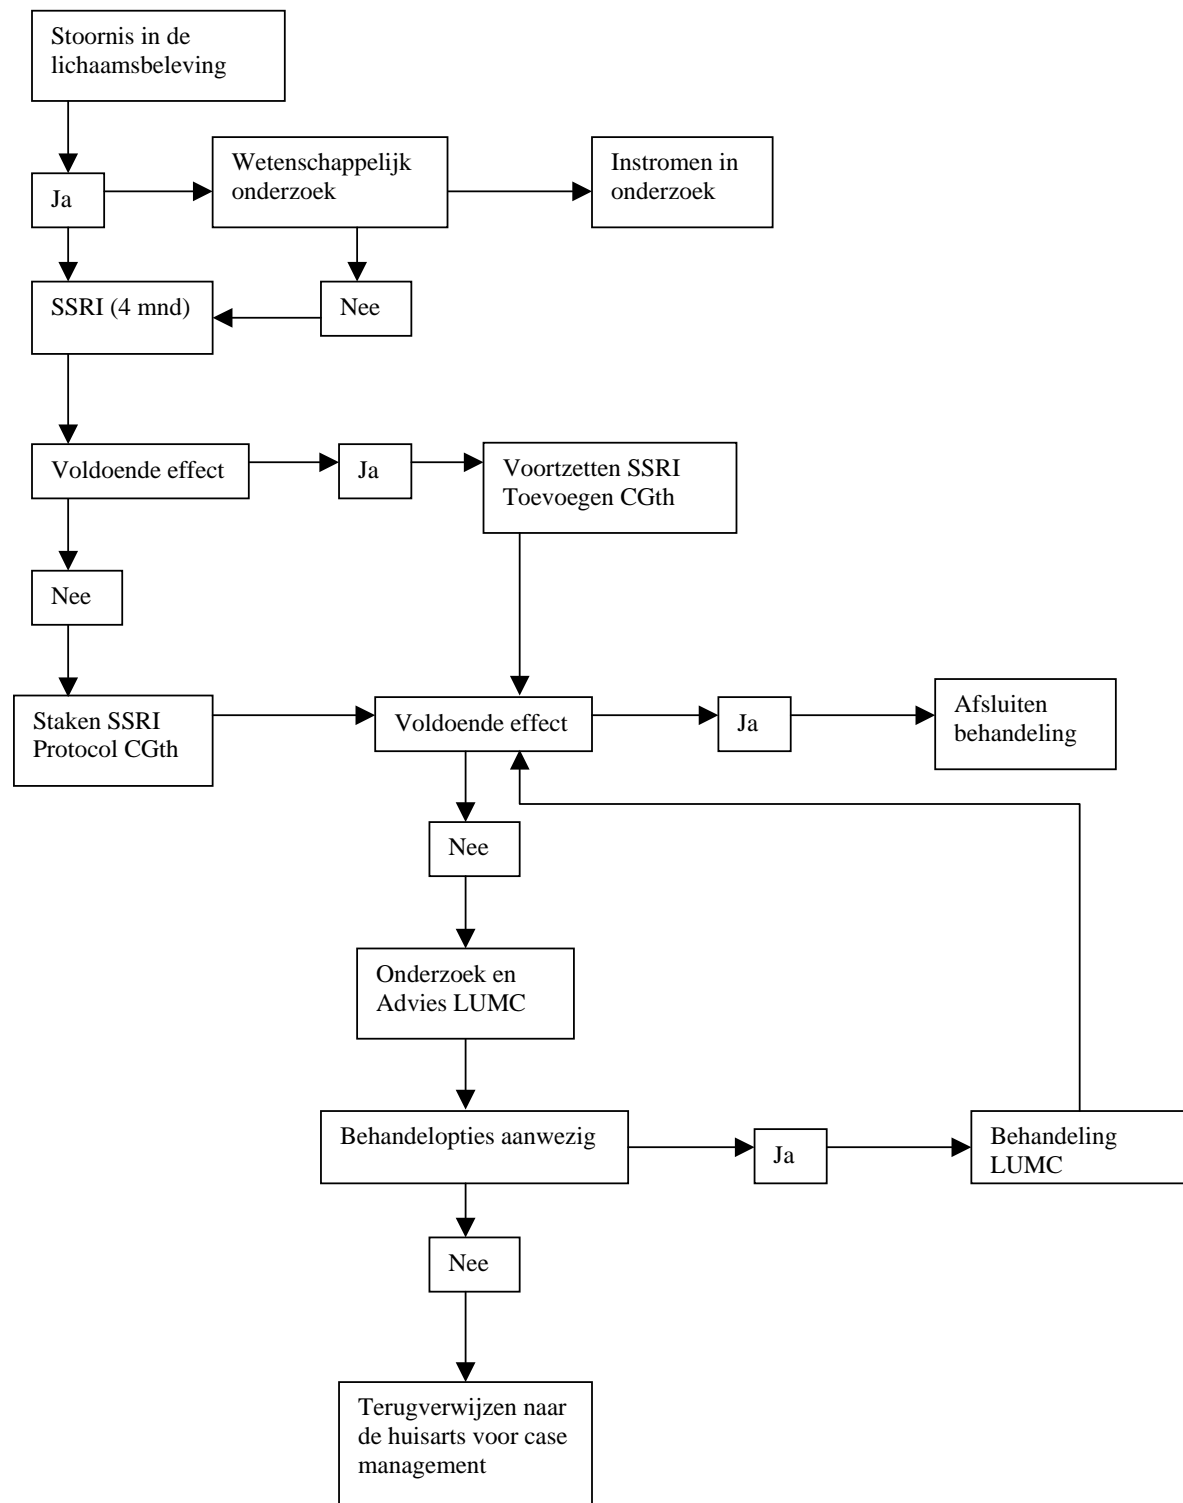 Stoornis in de
lichaamsbeleving
Ja
Wetenschappelijk
onderzoek
Instromen in
onderzoek
SSRI (4 mnd)
Nee
Voldoende effect
Ja
Voortzetten SSRI
Toevoegen CGth
Nee
Staken SSRI
Protocol CGth
Voldoende effect
Ja
Afsluiten
behandeling
Nee
Onderzoek en
Advies LUMC
Behandelopties aanwezig
Ja
Behandeling
LUMC
Nee
Terugverwijzen naar
de huisarts voor case
management